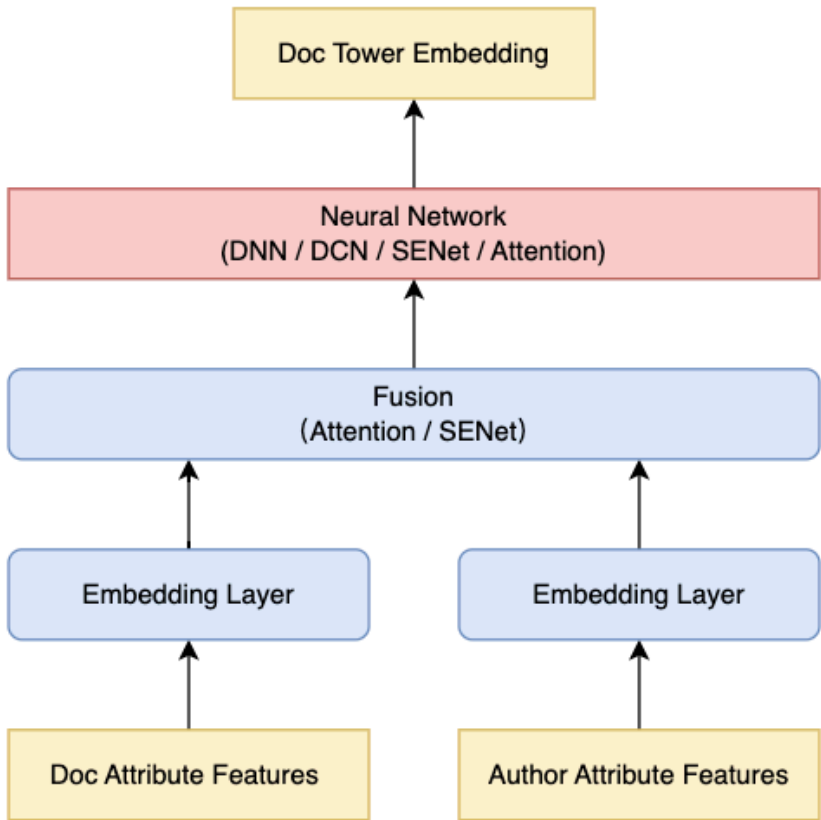 Doc Tower Embedding
Neural Network
(DNN / DCN / SENet / Attention)
Fusion
(Attention / SENet)
Embedding Layer
Embedding Layer
Doc Attribute Features
Author Attribute Features